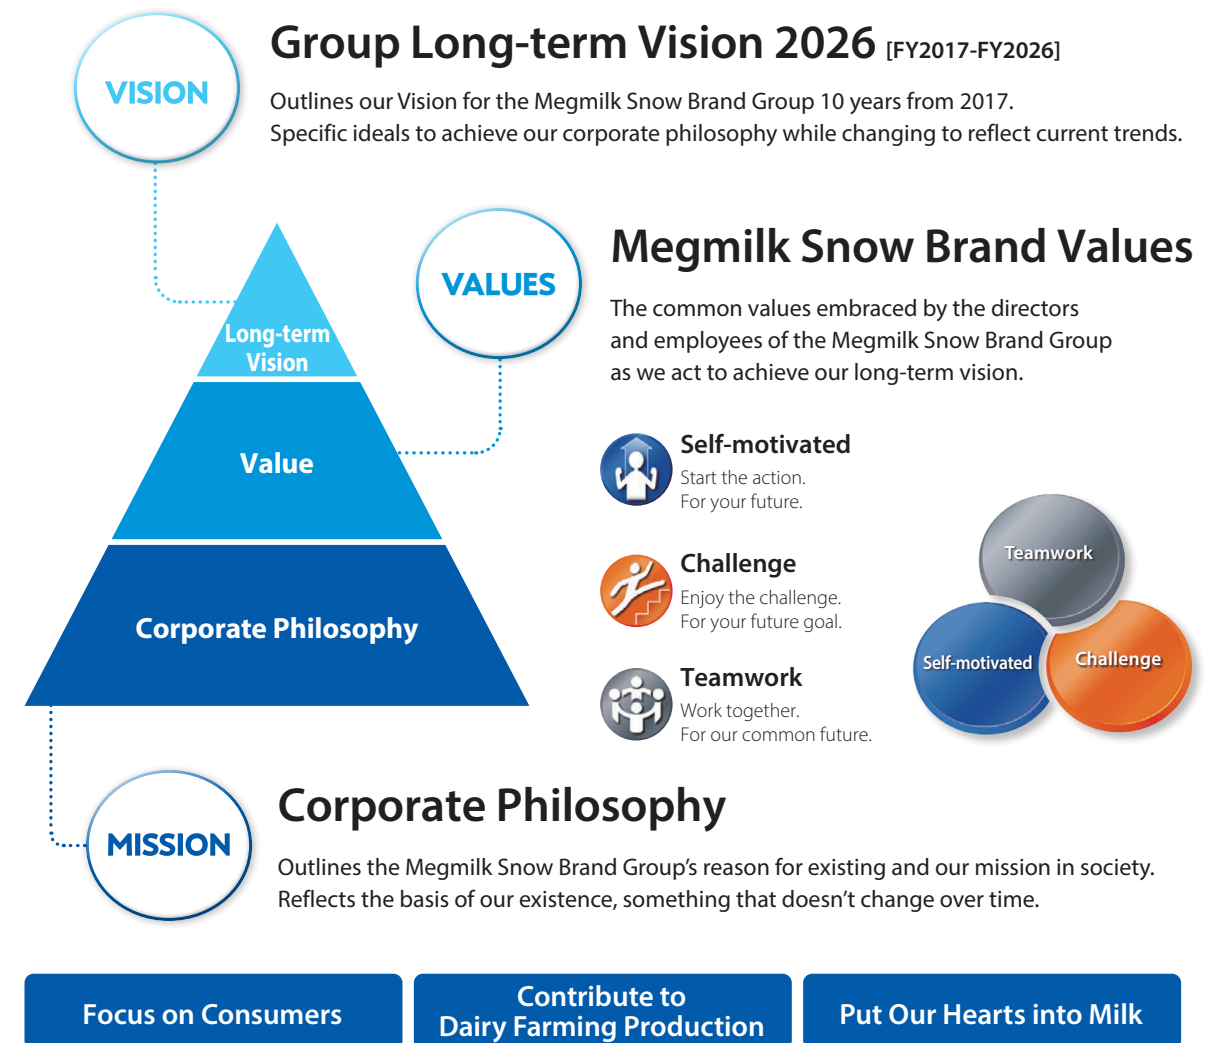 VISION
Group Long-term Vision 2026 [FY2017-FY2026]
Outlines our Vision for the Megmilk Snow Brand Group 10 years from 2017.
Specific ideals to achieve our corporate philosophy while changing to reflect current trends.
Long-term
Vision
Value
Corporate Philosophy
VALUES
Megmilk Snow Brand Values
The common values embraced by the directors
and employees of the Megmilk Snow Brand Group
as we act to achieve our long-term vision.
Self-motivated
Start the action.
For your future.
Challenge
Enjoy the challenge.
For your future goal.
Teamwork
Work together.
For our common future.
Teamwork
Self-motivated
Challenge
MISSION
Corporate Philosophy
Outlines the Megmilk Snow Brand Group’s reason for existing and our mission in society.
Reflects the basis of our existence, something that doesn’t change over time.
Focus on Consumers
Contribute to
Dairy Farming Production
Put Our Hearts into Milk